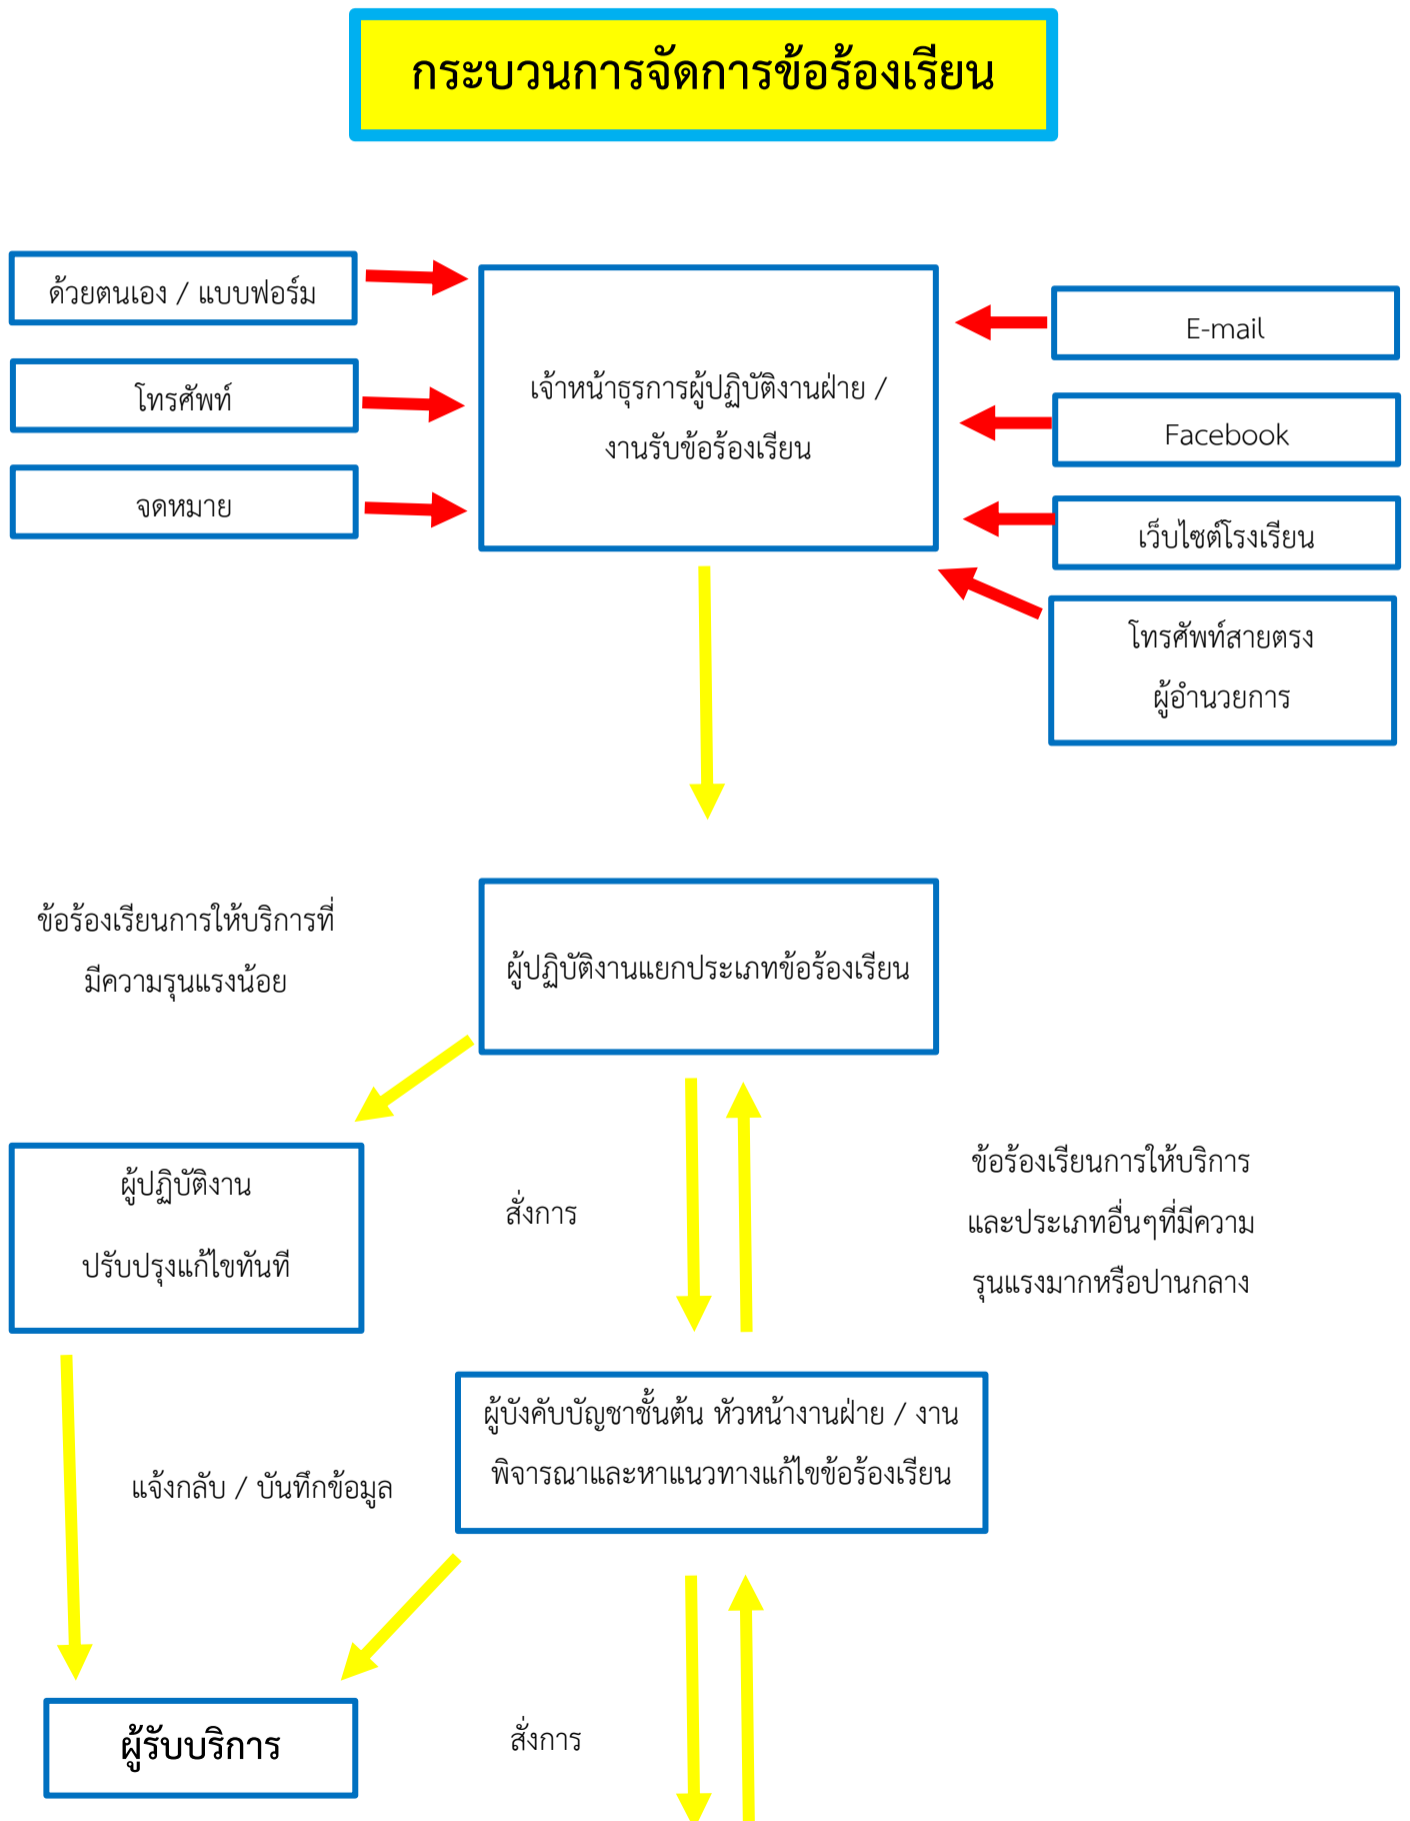 กระบวนการจัดการข้อร้องเรียน
ด้วยตนเอง / แบบฟอร์ม
โทรศัพท์
จดหมาย
เจ้าหน้าธุรการผู้ปฏิบัติงานฝ่าย /
งานรับข้อร้องเรียน
E-mail
Facebook
เว็บไซต์โรงเรียน
โทรศัพท์สายตรง
ผู้อำนวยการ
ข้อร้องเรียนการให้บริการที่
มีความรุนแรงน้อย
ผู้ปฏิบัติงานแยกประเภทข้อร้องเรียน
ผู้ปฏิบัติงาน
ปรับปรุงแก้ไขทันที
สั่งการ
ข้อร้องเรียนการให้บริการ
และประเภทอื่นๆที่มีความ
รุนแรงมากหรือปานกลาง
ผู้บังคับบัญชาชั้นต้น หัวหน้างานฝ่าย / งาน
พิจารณาและหาแนวทางแก้ไขข้อร้องเรียน
แจ้งกลับ / บันทึกข้อมูล
ผู้รับบริการ
สั่งการ